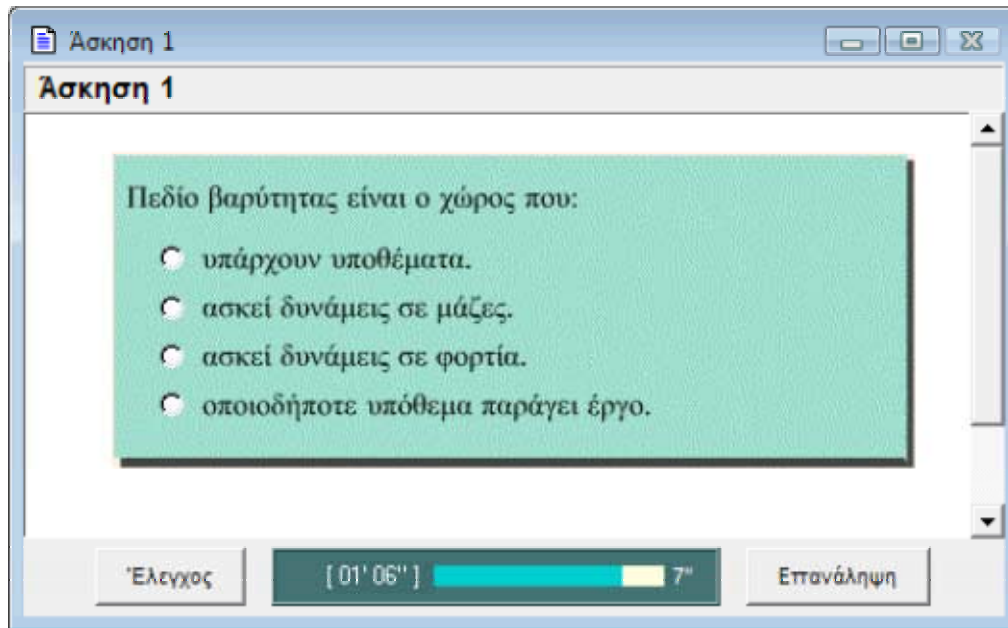 Άσκηση 1
Άσκηση 1
Πεδίο βαρύτητας είναι ο χώρος που:
υπάρχουν υποθέματα.
ασκεί δυνάμεις σε μάζες.
ασκεί δυνάμεις σε φορτία.
οποιοδήποτε υπόθεμα παράγει έργο.
Έλεγχος [ 01' 06'' ] 7'' Επανάληψη